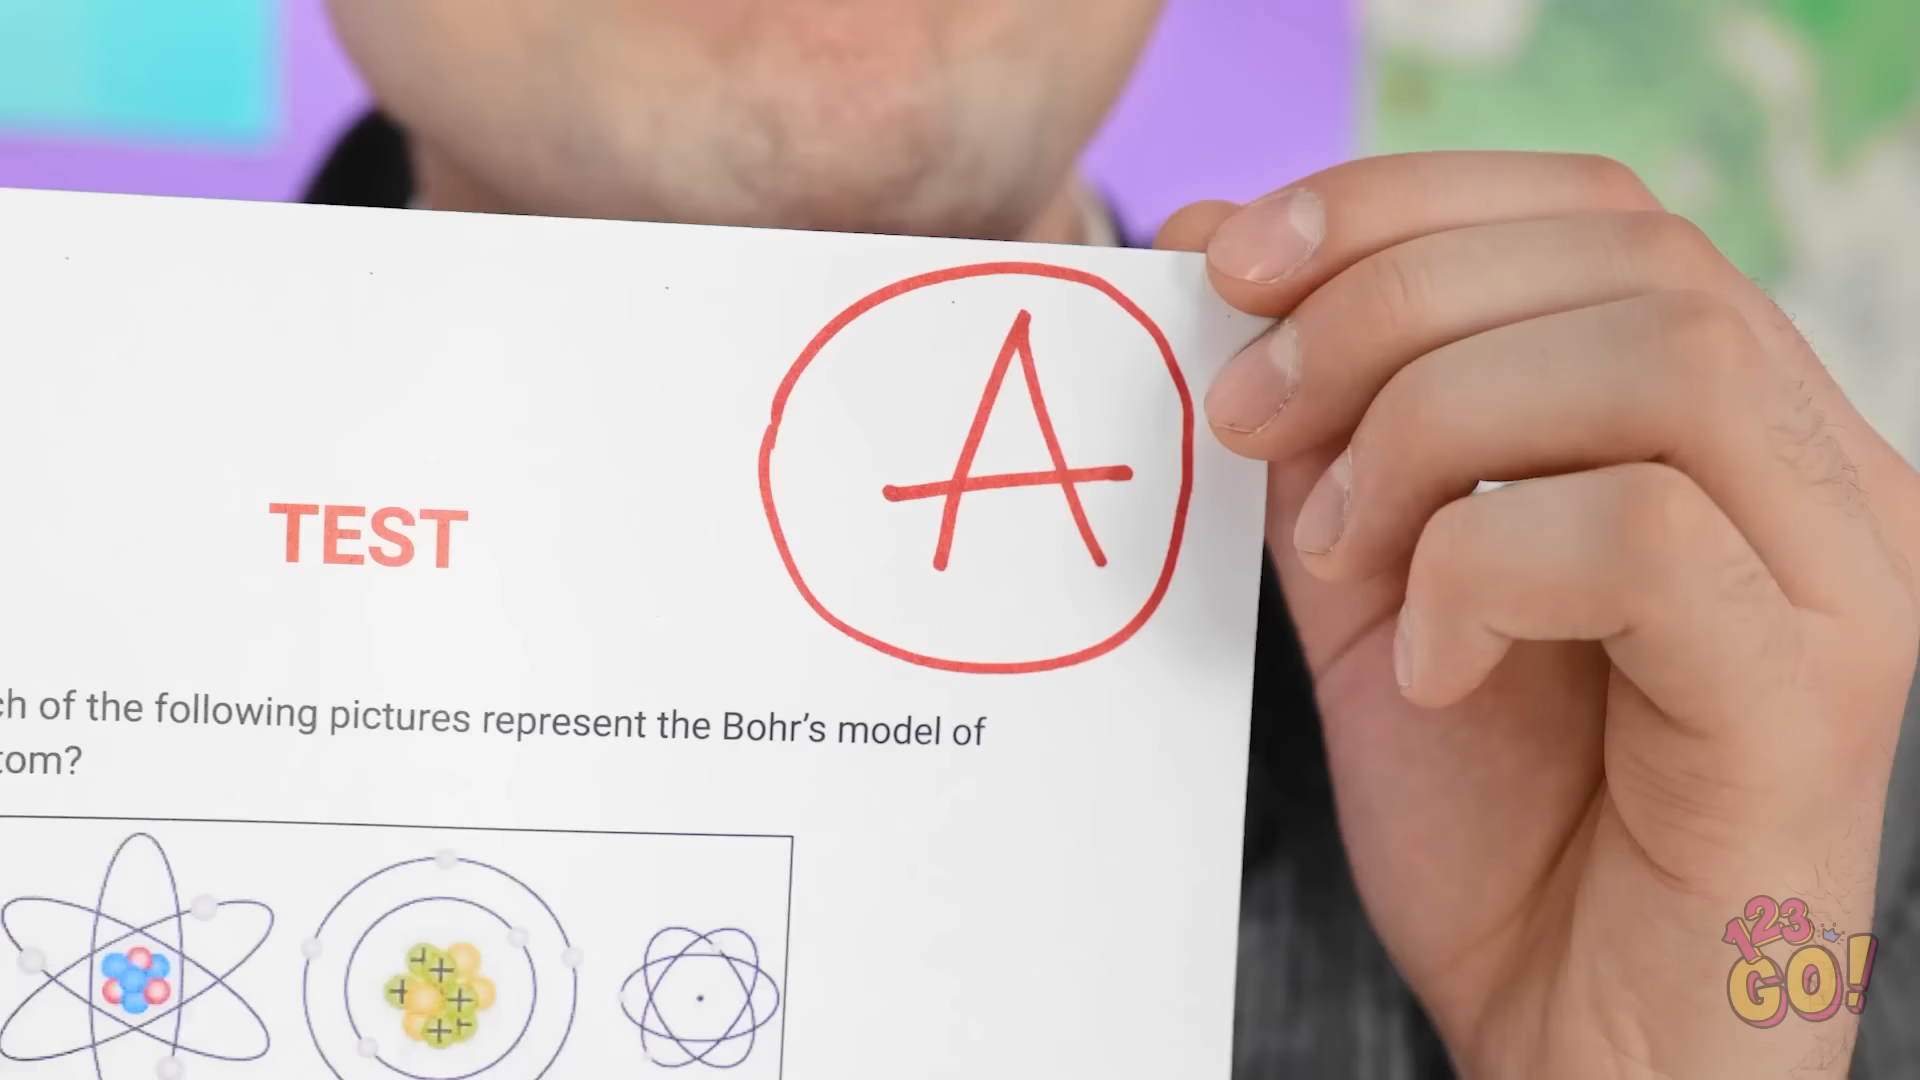 A
TEST
ch of the following pictures represent the Bohr's model of
tom?
+
+ +
+
123
GO!